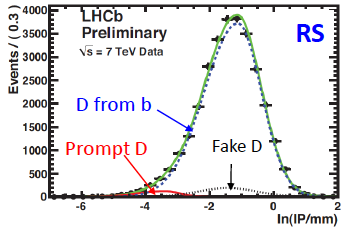 4000
3500
3000
2500
2000
1500
1000
500
0
Events / ( 0.3 )
LHCb
Preliminary
√s = 7 TeV Data
RS
D from b
Prompt D
Fake D
-6 -4 -2 0 2
ln(IP/mm)